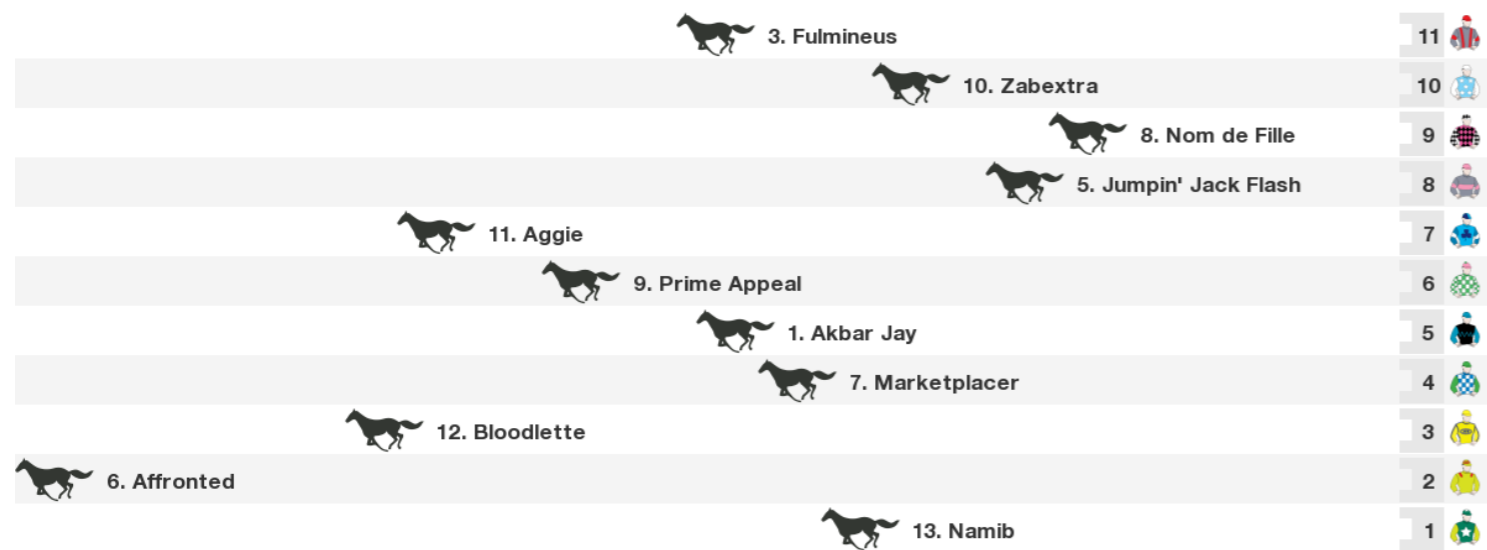 3. Fulmineus 11
10. Zabextra 10
8. Nom de Fille 9
5. Jumpin' Jack Flash 8
11. Aggie 7
9. Prime Appeal 6
1. Akbar Jay 5
7. Marketplacer 4
12. Bloodlette 3
6. Affronted 2
13. Namib 1